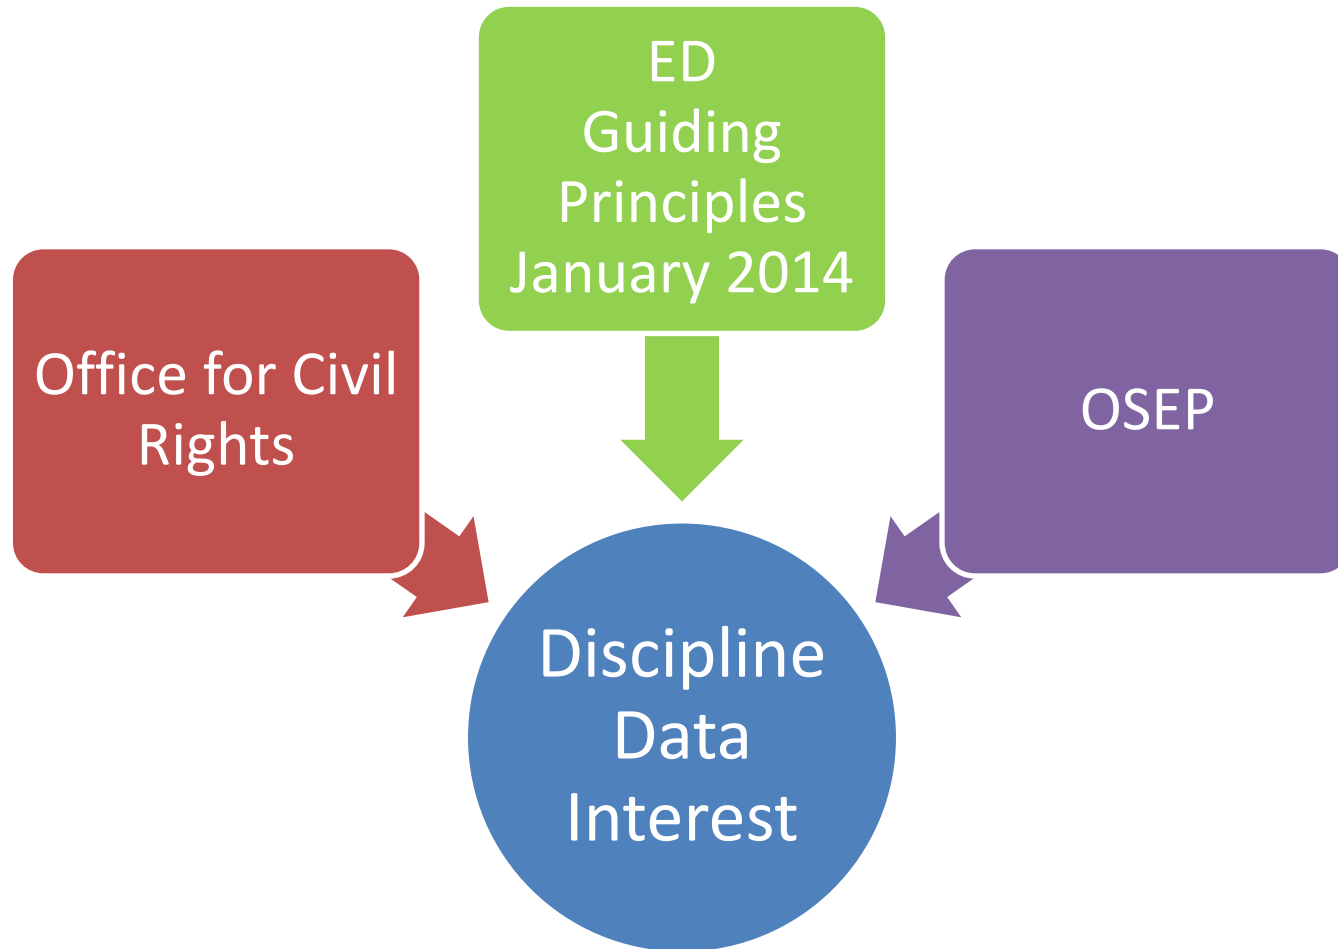 ED
Guiding
Principles
January 2014
Office for Civil
Rights
OSEP
Discipline
Data
Interest